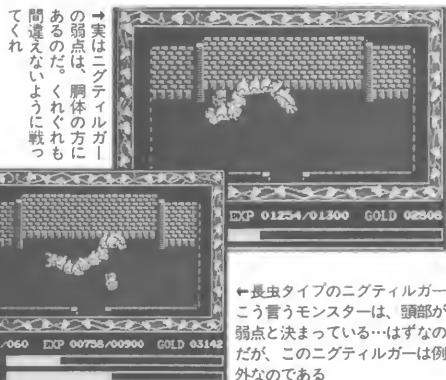 ➡実はニグティルガー
の弱点は、胴体の方に
あるのだ。くれぐれも
間違えないように戦っ
てくれ
EXP 01254/01300 GOLD 02808
/060 EXP 00758/00900 GOLD 03142
⬅長虫タイプのニグティルガー
こう言うモンスターは、頭部が
弱点と決まっている…はずなの
だが、このニグティルガーは例
外なのである